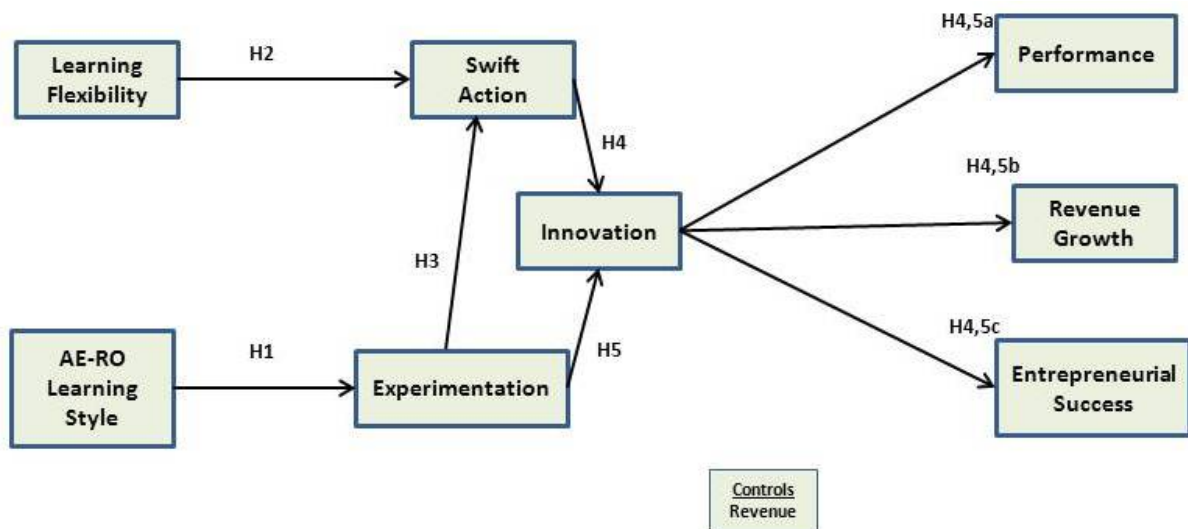 H4,5a
Learning
Flexibility
H2
Swift
Action
Performance
H4
H4,5b
Innovation
Revenue
Growth
H3
H4,5c
AE-RO
Learning
Style
H1
Experimentation
H5
Entrepreneurial
Success
Controls
Revenue